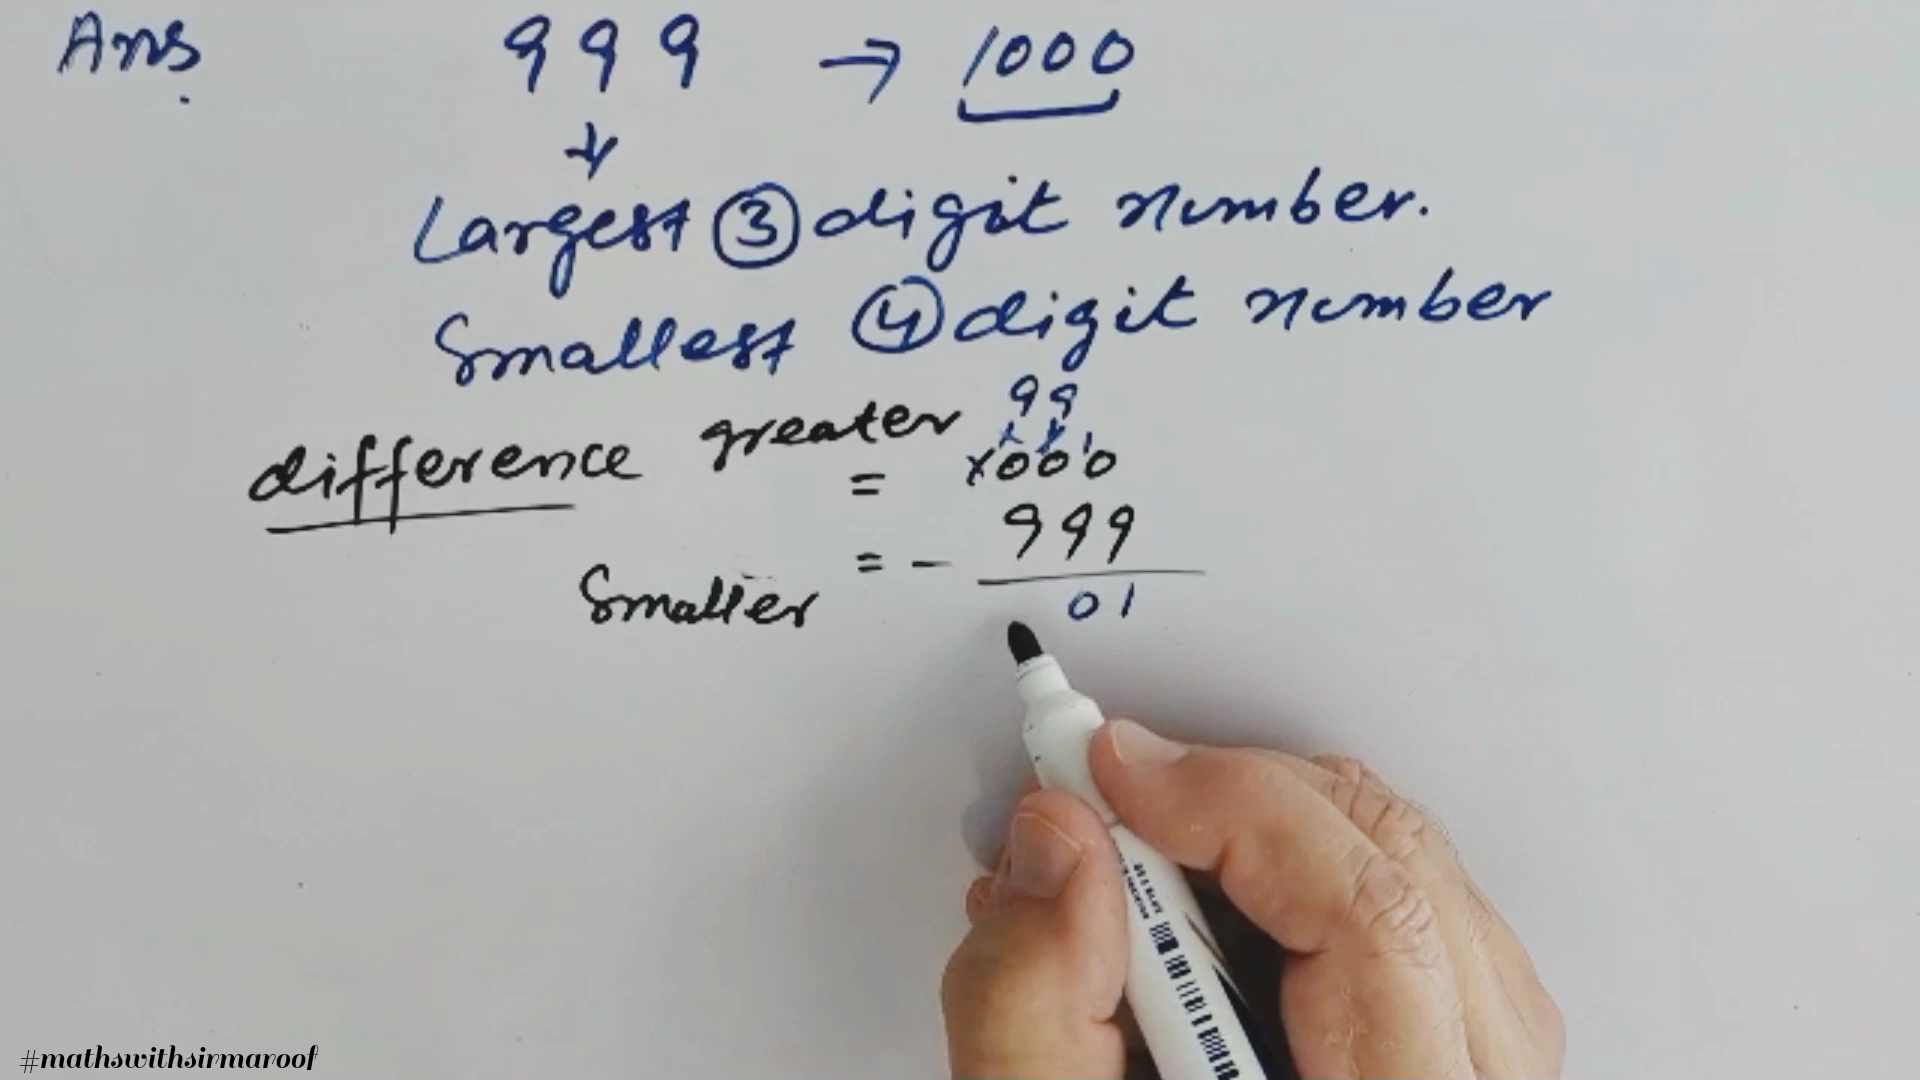 Ans 999 → 1000
Largest 3 digit number.
Smallest 4 digit number
99
difference greater = 1000
Smaller = - 999
01
#mathswithsirmaroof